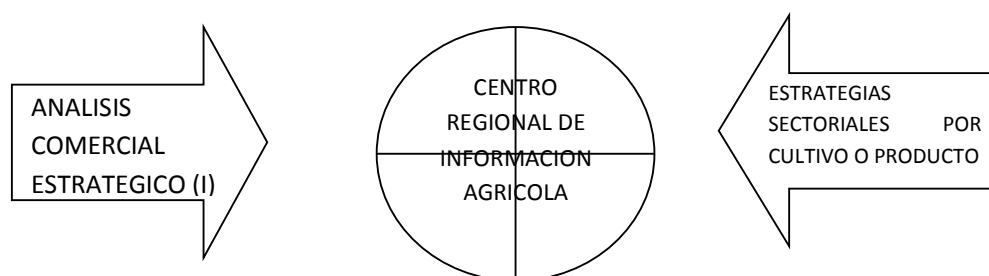 ANALISIS
COMERCIAL
ESTRATEGICO (I)
CENTRO
REGIONAL DE
INFORMACION
AGRICOLA
ESTRATEGIAS
SECTORIALES POR
CULTIVO O PRODUCTO